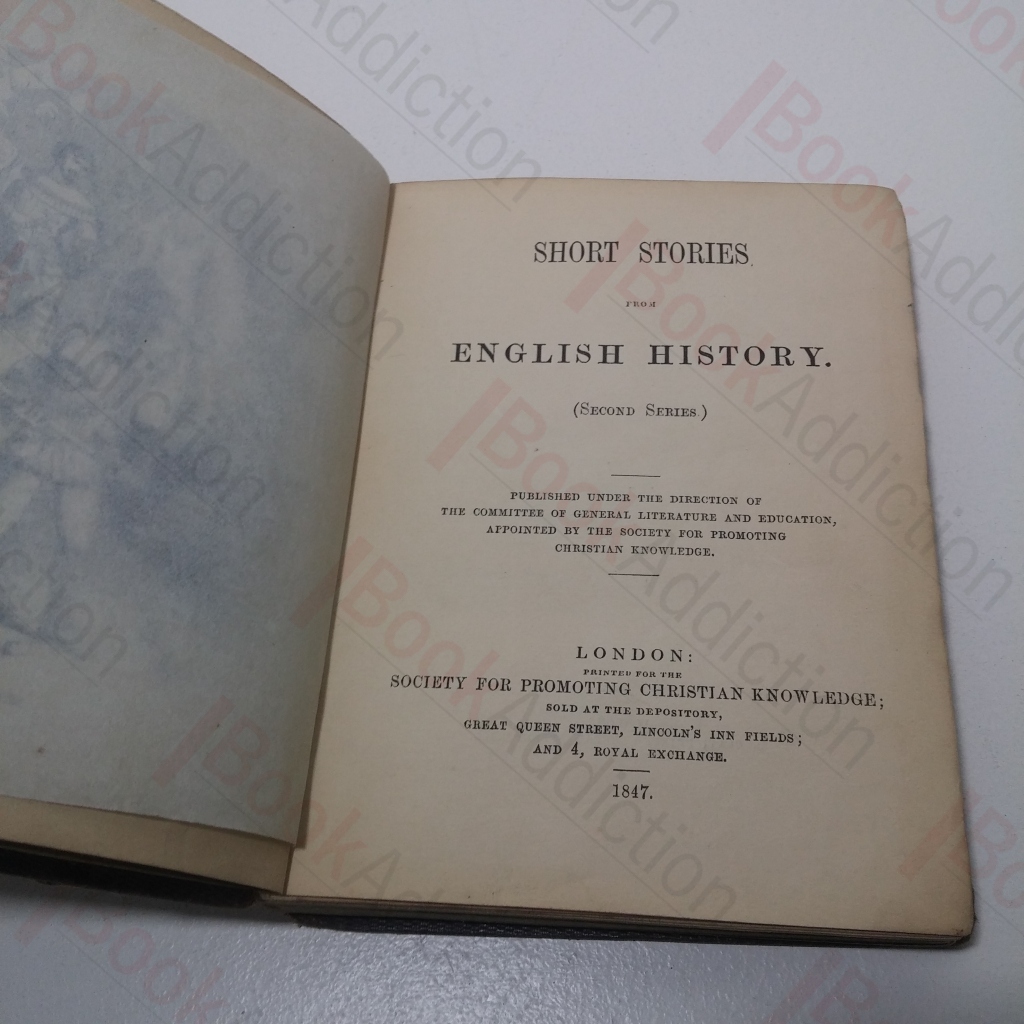 SHORT STORIES
FROM
ENGLISH HISTORY.
(SECOND SERIES.)
PUBLISHED UNDER THE DIRECTION OF
THE COMMITTEE OF GENERAL LITERATURE AND EDUCATION,
APPOINTED BY THE SOCIETY FOR PROMOTING
CHRISTIAN KNOWLEDGE.
LONDON:
PRINTED FOR THE
SOCIETY FOR PROMOTING CHRISTIAN KNOWLEDGE;
SOLD AT THE DEPOSITORY,
GREAT QUEEN STREET, LINCOLN'S INN FIELDS;
AND 4, ROYAL EXCHANGE.
1847.
BookAddiction